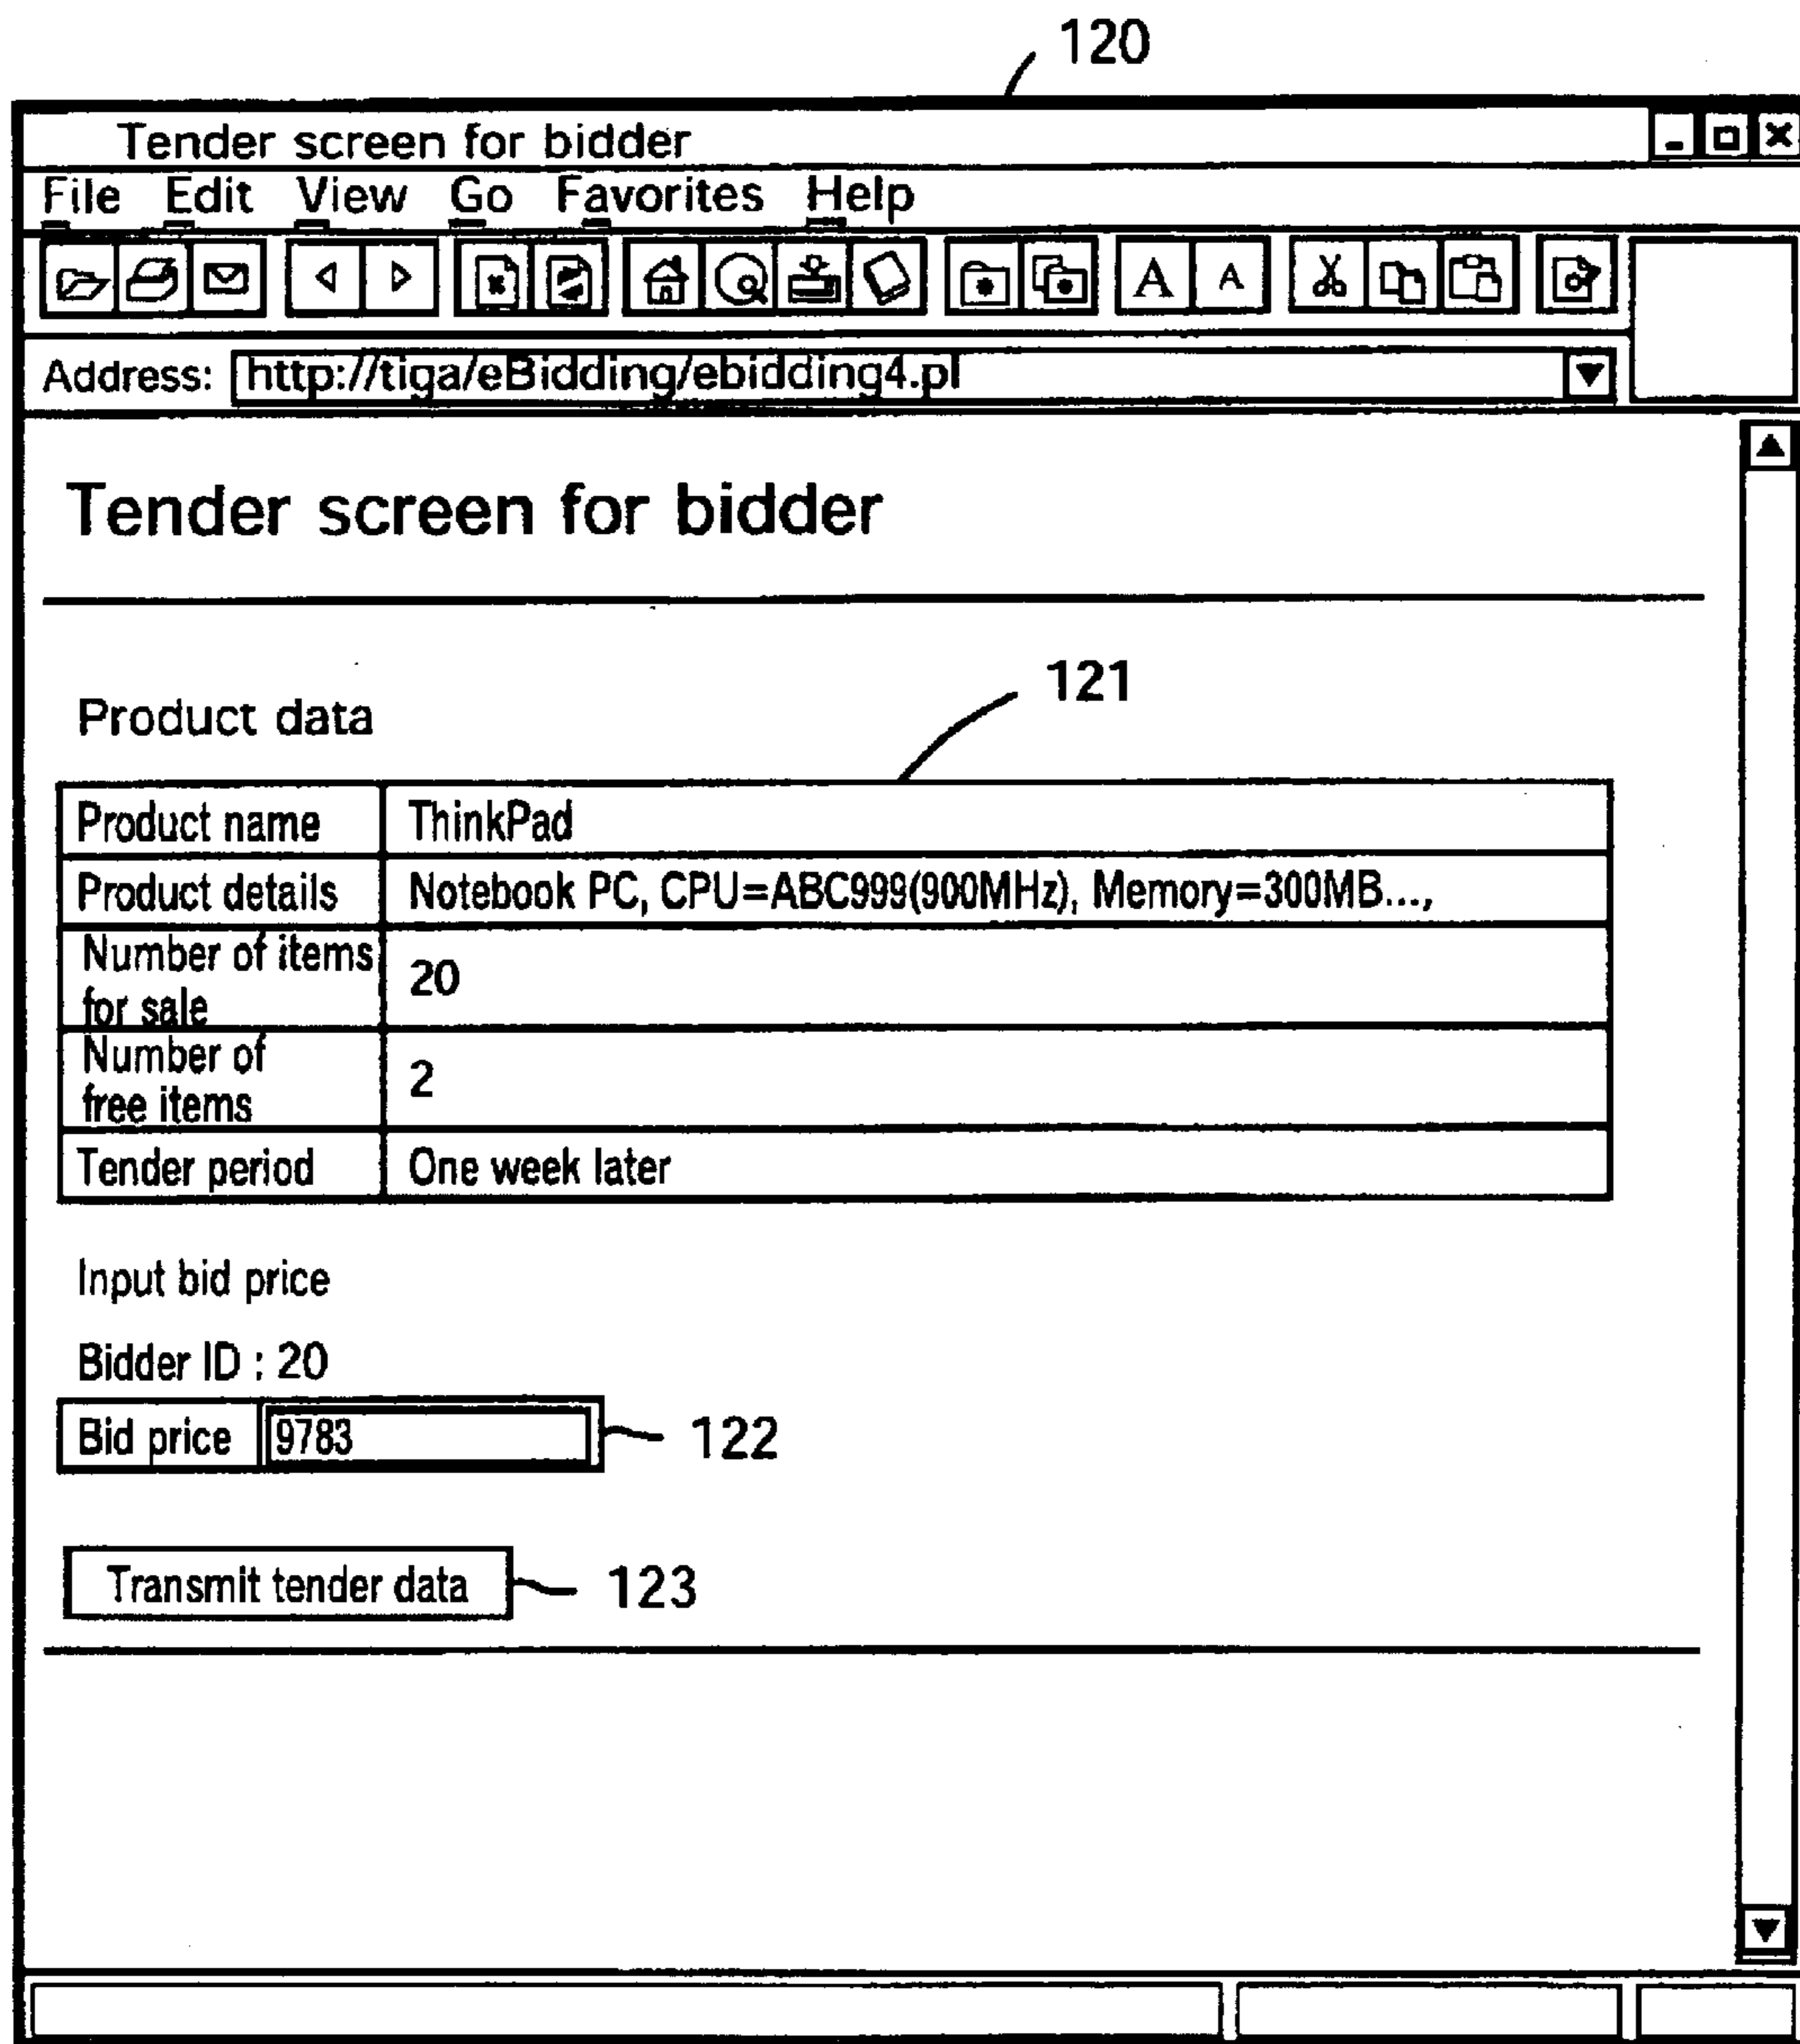 120
Tender screen for bidder
File Edit View Go Favorites Help
A A
Address: http://tiga/eBidding/ebidding4.pl
Tender screen for bidder
121
Product data
Product name ThinkPad
Product details Notebook PC, CPU=ABC999(900MHz), Memory=300MB...,
Number of items
for sale
20
Number of
free items
2
Tender period One week later
Input bid price
Bidder ID : 20
Bid price 9783 122
Transmit tender data 123